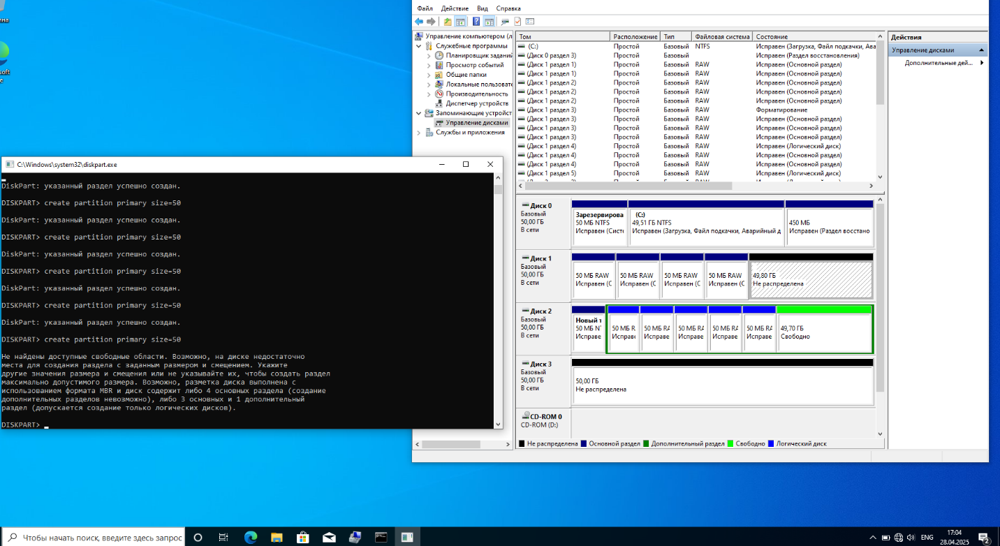 ина
soft
e
Файл Действие Вид Справка
Управление компьютером (л
Служебные программы
Планировщик заданий
Просмотр событий
Общие папки
Локальные пользовате
Производительность
Диспетчер устройств
Запоминающие устройст
Управление дисками
Службы и приложения
Том Расположение Тип Файловая система Состояние
(C:) Простой Базовый NTFS Исправен (Загрузка, Файл подкачки, Ава
(Диск 0 раздел 3) Простой Базовый Исправен (Раздел восстановления)
(Диск 1 раздел 1) Простой Базовый RAW Исправен (Основной раздел)
(Диск 1 раздел 1) Простой Базовый RAW Исправен (Основной раздел)
(Диск 1 раздел 2) Простой Базовый RAW Исправен (Основной раздел)
(Диск 1 раздел 2) Простой Базовый RAW Исправен (Основной раздел)
(Диск 1 раздел 2) Простой Базовый RAW Исправен (Основной раздел)
(Диск 1 раздел 3) Простой Базовый RAW Форматирование
(Диск 1 раздел 3) Простой Базовый RAW Исправен (Основной раздел)
(Диск 1 раздел 3) Простой Базовый RAW Исправен (Основной раздел)
(Диск 1 раздел 3) Простой Базовый RAW Исправен (Основной раздел)
(Диск 1 раздел 4) Простой Базовый RAW Исправен (Логический диск)
(Диск 1 раздел 4) Простой Базовый RAW Исправен (Основной раздел)
(Диск 1 раздел 4) Простой Базовый RAW Исправен (Основной раздел)
(Диск 1 раздел 5) Простой Базовый RAW Исправен (Логический диск)
Действия
Управление дисками
Дополнительные дей...
Диск 0
Базовый
50,00 ГБ
В сети
Зарезервирова
50 МБ NTFS
Исправен (Систе
(C:)
49,51 ГБ NTFS
Исправен (Загрузка, Файл подкачки, Аварийный д
450 МБ
Исправен (Раздел восстано
Диск 1
Базовый
50,00 ГБ
В сети
50 МБ RAW
Исправен (С
50 МБ RAW
Исправен (С
50 МБ RAW
Исправен (С
50 МБ RAW
Исправен (С
49,80 ГБ
Не распределена
Диск 2
Базовый
50,00 ГБ
В сети
Новый т
50 МБ NT
Исправе
50 МБ RA
Исправе
50 МБ RA
Исправе
50 МБ RA
Исправе
50 МБ RA
Исправе
50 МБ RA
Исправе
49,70 ГБ
Свободно
Диск 3
Базовый
50,00 ГБ
В сети
50,00 ГБ
Не распределена
CD-ROM 0
CD-ROM (D:)
Не распределена Основной раздел Дополнительный раздел Свободно Логический диск
C:\Windows\system32\diskpart.exe
DiskPart: указанный раздел успешно создан.
DISKPART> create partition primary size=50
DiskPart: указанный раздел успешно создан.
DISKPART> create partition primary size=50
DiskPart: указанный раздел успешно создан.
DISKPART> create partition primary size=50
DiskPart: указанный раздел успешно создан.
DISKPART> create partition primary size=50
DiskPart: указанный раздел успешно создан.
DISKPART> create partition primary size=50
Не найдены доступные свободные области. Возможно, на диске недостаточно
места для создания раздела с заданным размером и смещением. Укажите
другие значения размера и смещения или не указывайте их, чтобы создать раздел
максимально допустимого размера. Возможно, разметка диска выполнена с
использованием формата MBR и диск содержит либо 4 основных раздела (создание
дополнительных разделов невозможно), либо 3 основных и 1 дополнительный
раздел (допускается создание только логических дисков).
DISKPART>
Чтобы начать поиск, введите здесь запрос
ENG
17:04
28.04.2025
2